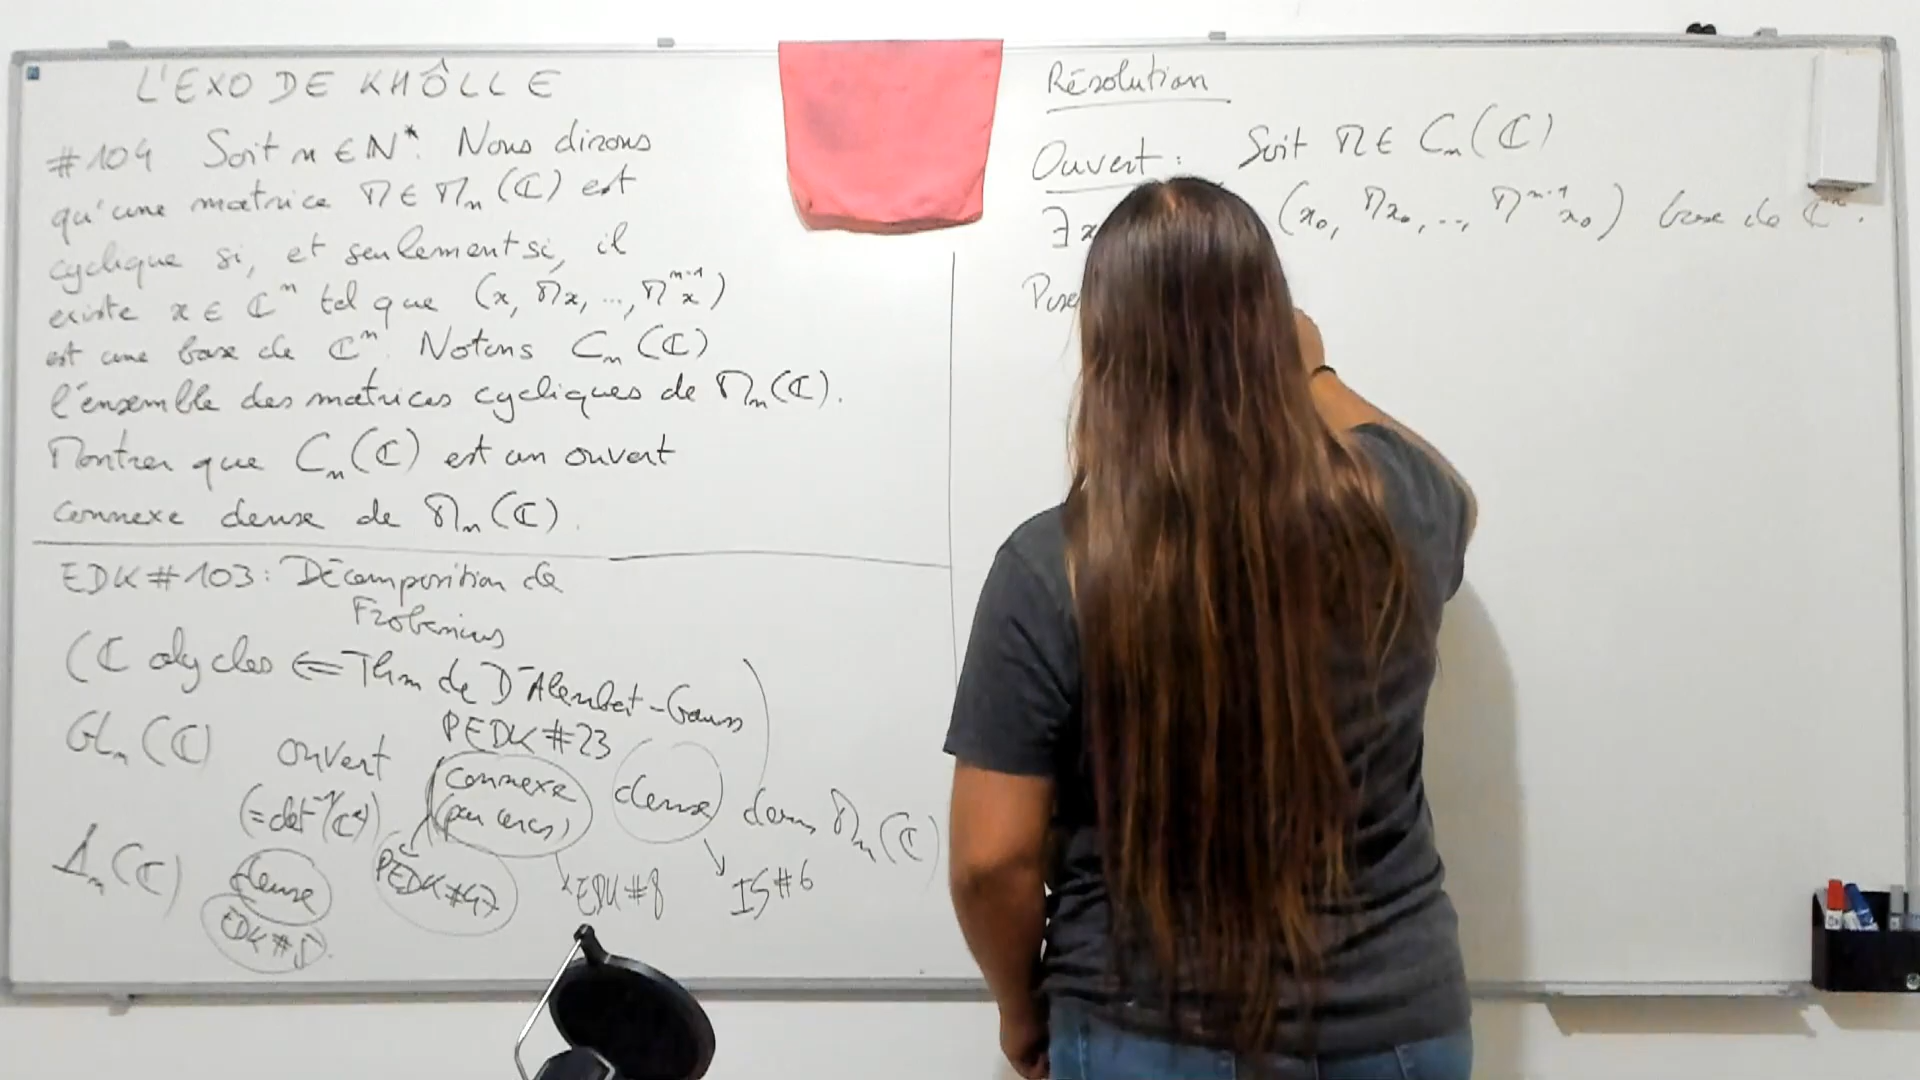 L'EXO DE KHÔLLE
#104 Soit n ∈ ℕ*. Nous dirons
qu'une matrice M ∈ Mₙ(ℂ) est
cyclique si, et seulement si, il
existe x ∈ ℂⁿ tel que (x, Mx, ..., Mⁿ⁻¹x)
est une base de ℂⁿ. Notons Cₙ(ℂ)
l'ensemble des matrices cycliques de Mₙ(ℂ).
Montrer que Cₙ(ℂ) est un ouvert
connexe dense de Mₙ(ℂ).
EDK#103: Décomposition de
Frobenius
(ℂ algclos ⇐ Thm de D'Alembert-Gauss
PEDK#23
GLₙ(ℂ) ouvert connexe dense dans Mₙ(ℂ)
(=det⁻¹(ℂ*)) (par arcs)
PEDK#47 EDK#8 IS#6
Δₙ(ℂ) dense
Résolution
Ouvert: Soit M ∈ Cₙ(ℂ)
∃x (x₀, Mx₀, .., Mⁿ⁻¹x₀) base de ℂⁿ.